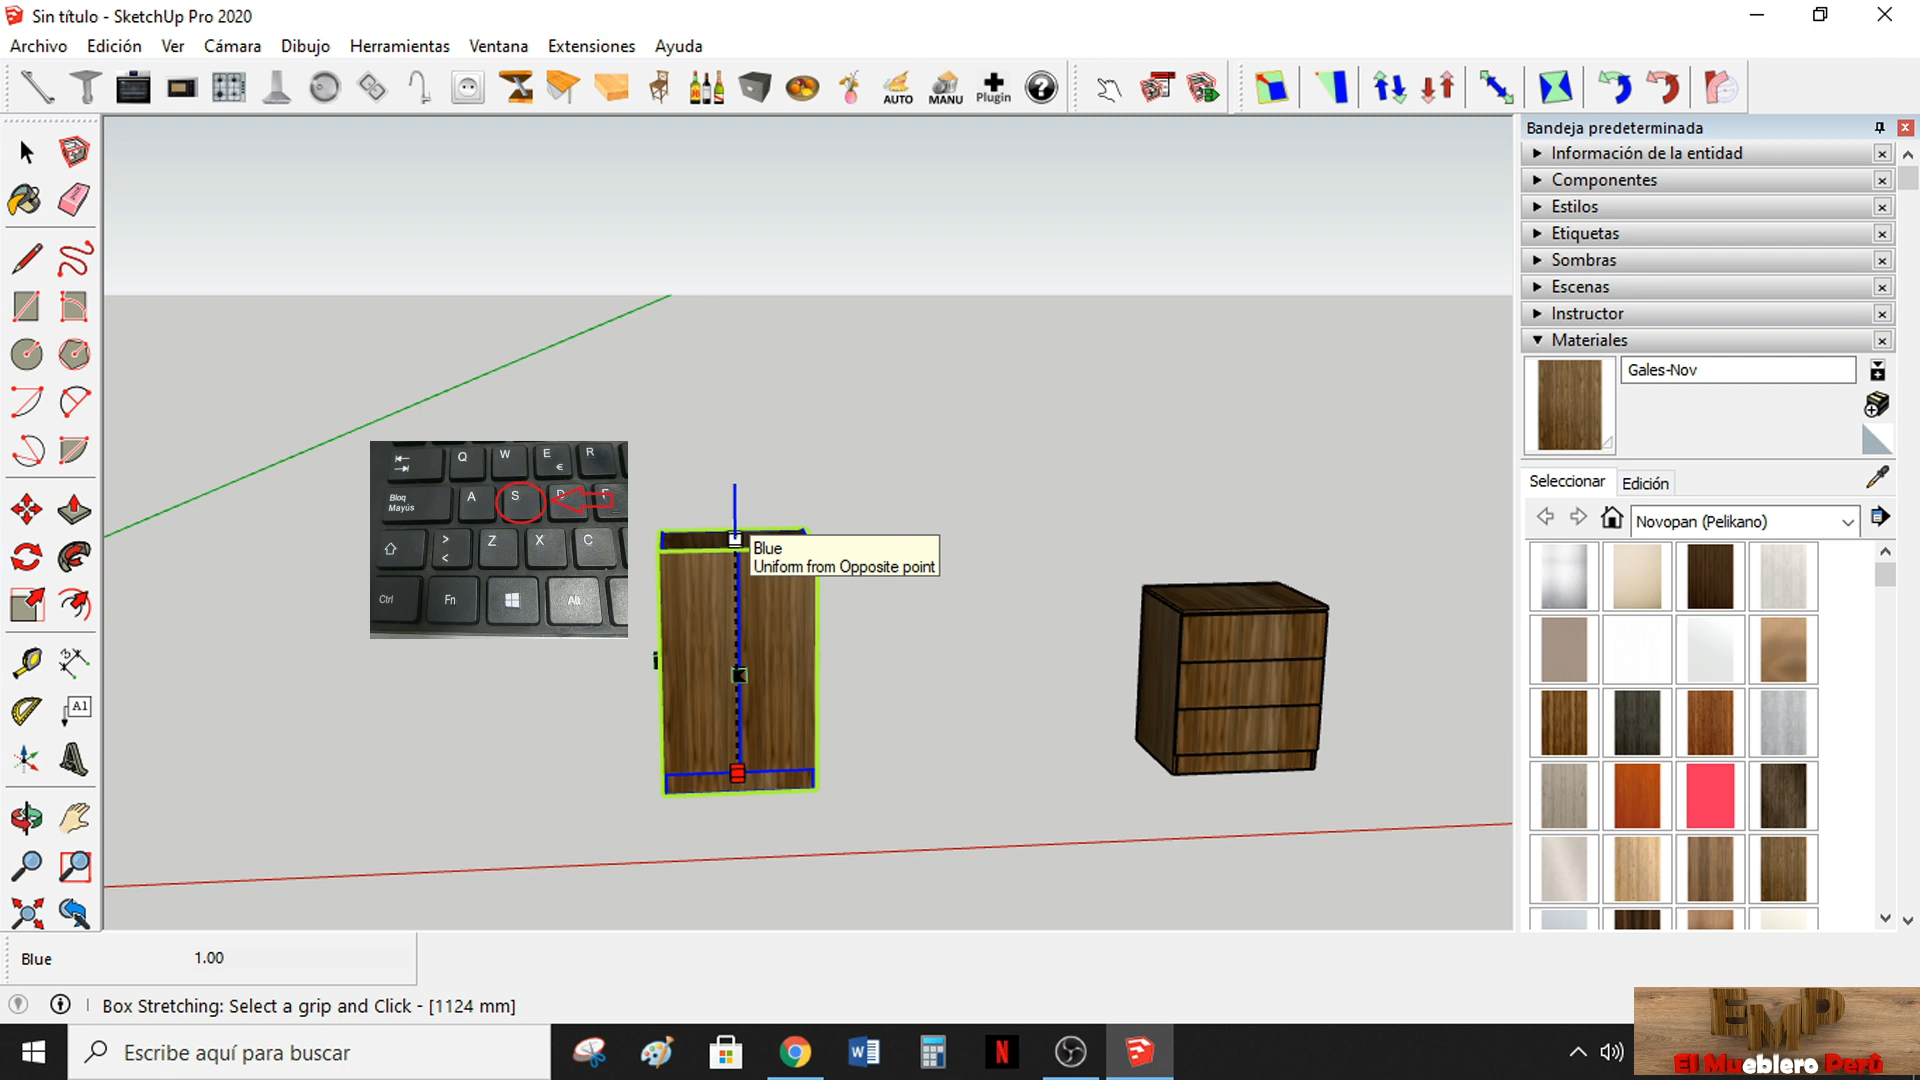 Sin título - SketchUp Pro 2020
Archivo Edición Ver Cámara Dibujo Herramientas Ventana Extensiones Ayuda
AUTO MANU Plugin
Bandeja predeterminada
Información de la entidad
Componentes
Estilos
Etiquetas
Sombras
Escenas
Instructor
Materiales
Gales-Nov
Seleccionar Edición
Novopan (Pelikano)
Q W E R
€
Bloq Mayús A S D F
> < Z X C
Ctrl Fn Alt
A1
Blue
Uniform from Opposite point
Blue 1.00
Box Stretching: Select a grip and Click - [1124 mm]
Escribe aquí para buscar
EMP
El Mueblero Perú